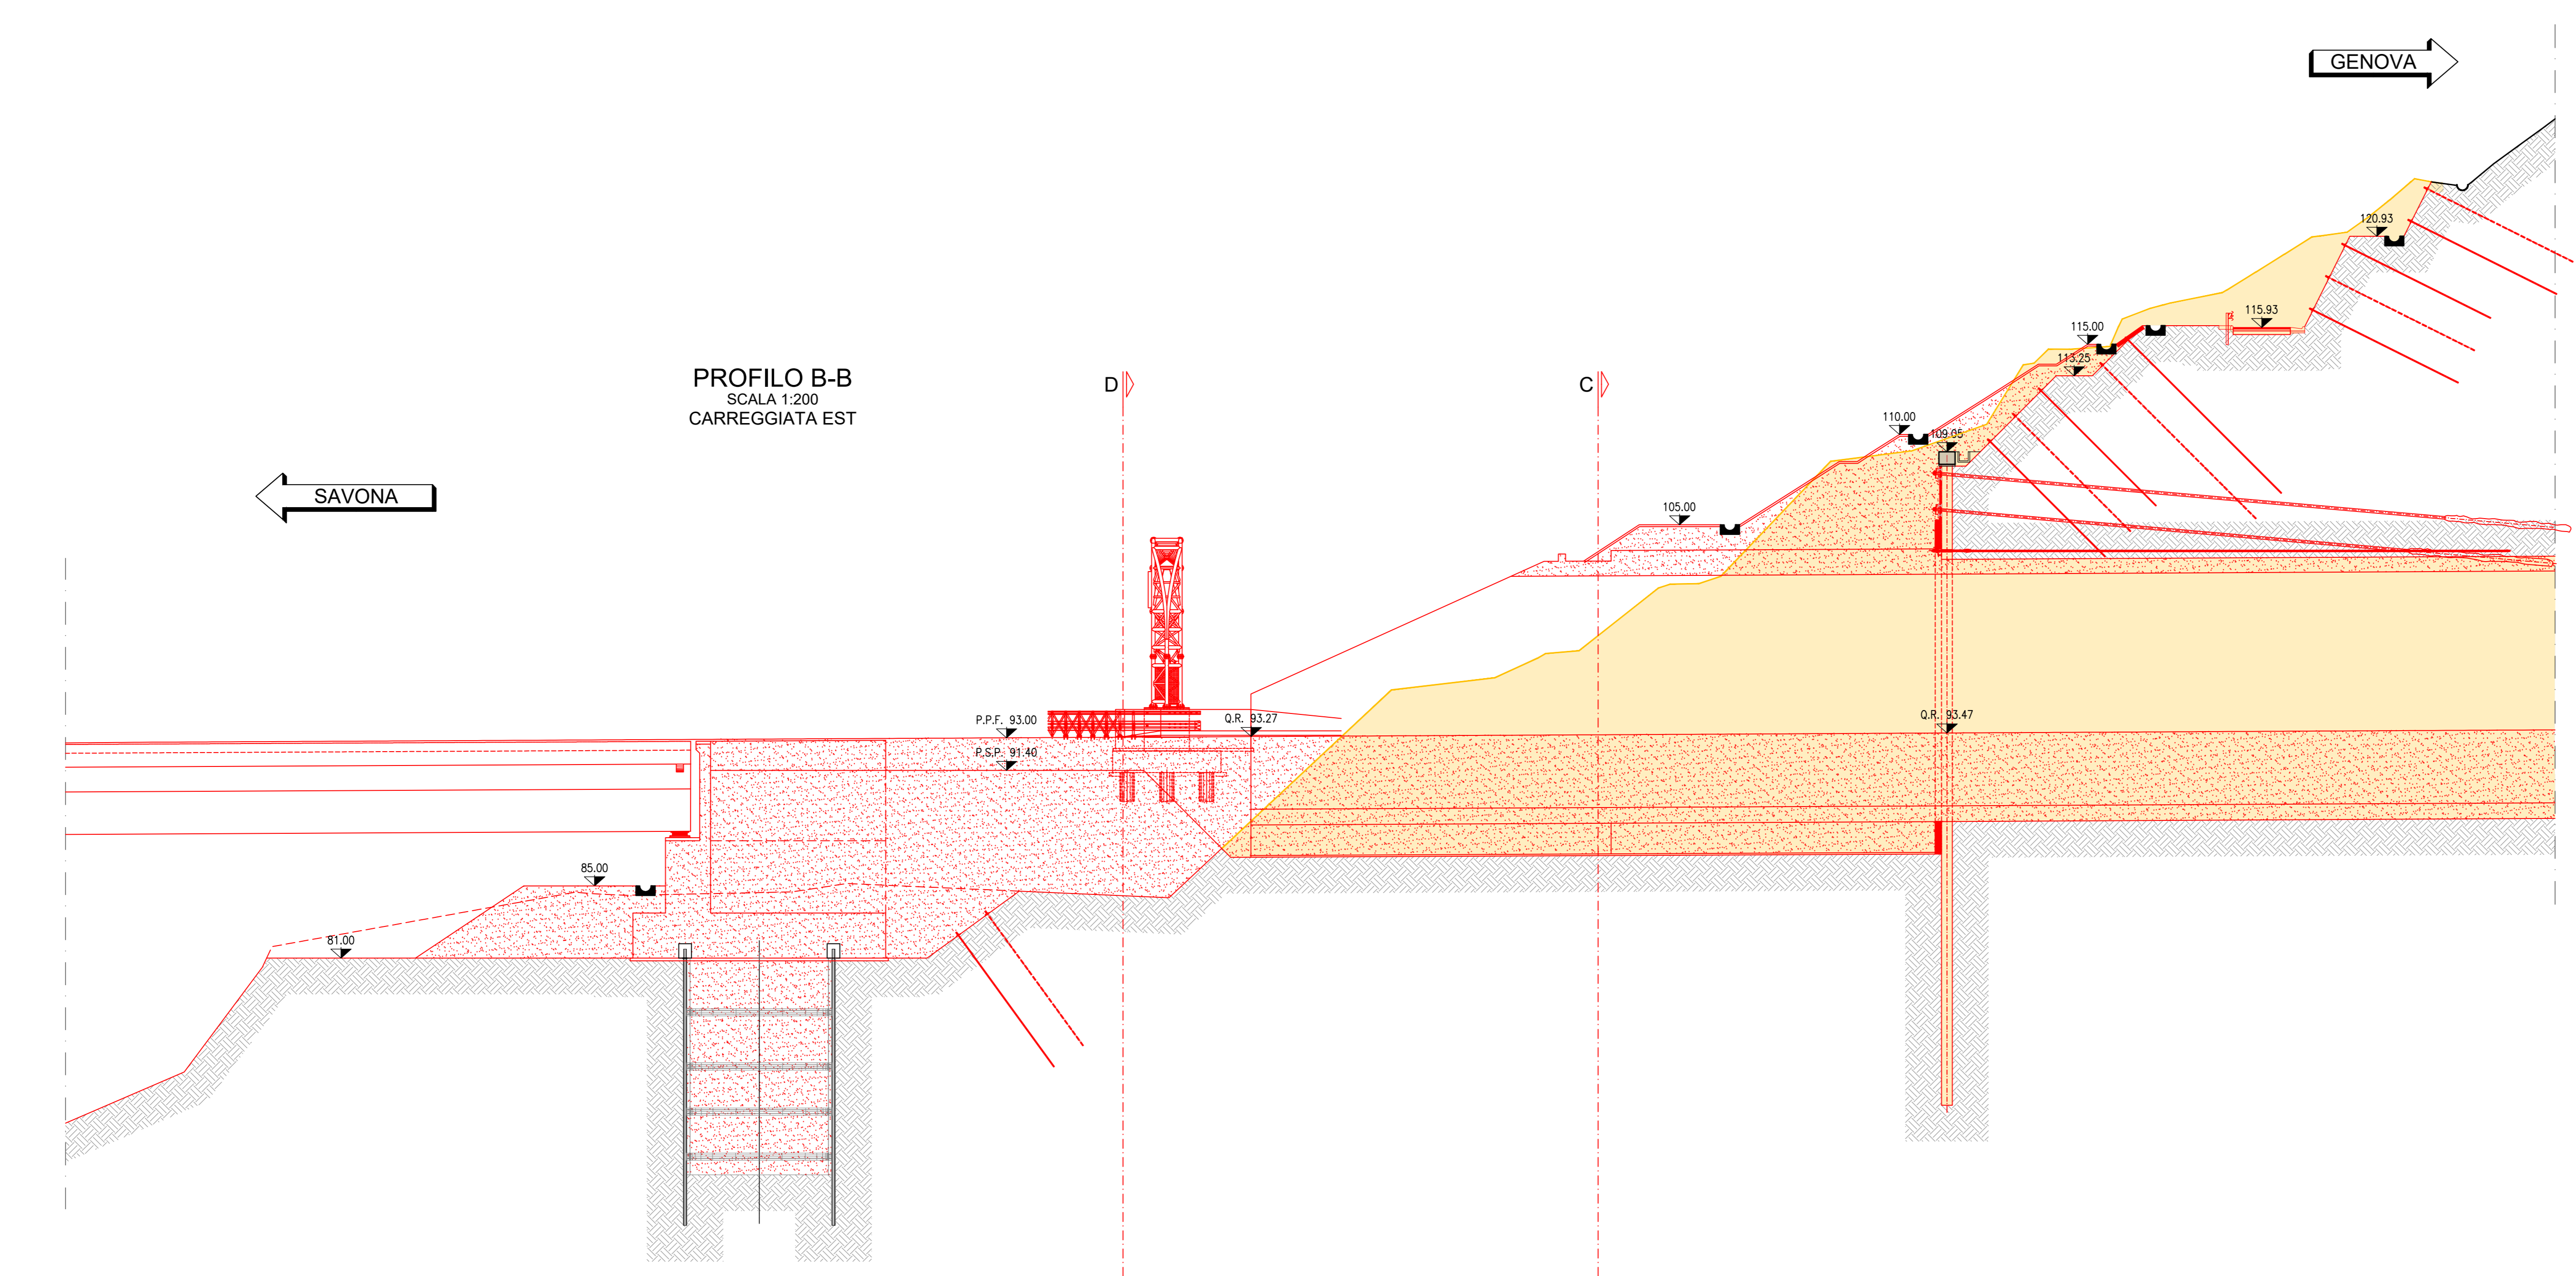 GENOVA
120.93
115.93
115.00
113.25
PROFILO B-B
SCALA 1:200
CARREGGIATA EST
D
C
110.00
109.05
SAVONA
105.00
P.P.F. 93.00
Q.R. 93.27
Q.R. 93.47
P.S.P. 91.40
85.00
81.00